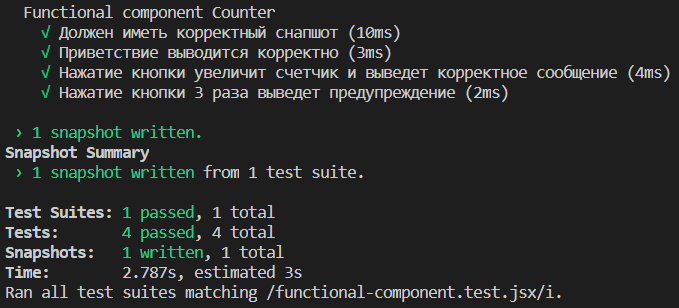 Functional component Counter
√ Должен иметь корректный снапшот (10ms)
√ Приветствие выводится корректно (3ms)
√ Нажатие кнопки увеличит счетчик и выведет корректное сообщение (4ms)
√ Нажатие кнопки 3 раза выведет предупреждение (2ms)
› 1 snapshot written.
Snapshot Summary
› 1 snapshot written from 1 test suite.
Test Suites: 1 passed, 1 total
Tests: 4 passed, 4 total
Snapshots: 1 written, 1 total
Time: 2.787s, estimated 3s
Ran all test suites matching /functional-component.test.jsx/i.